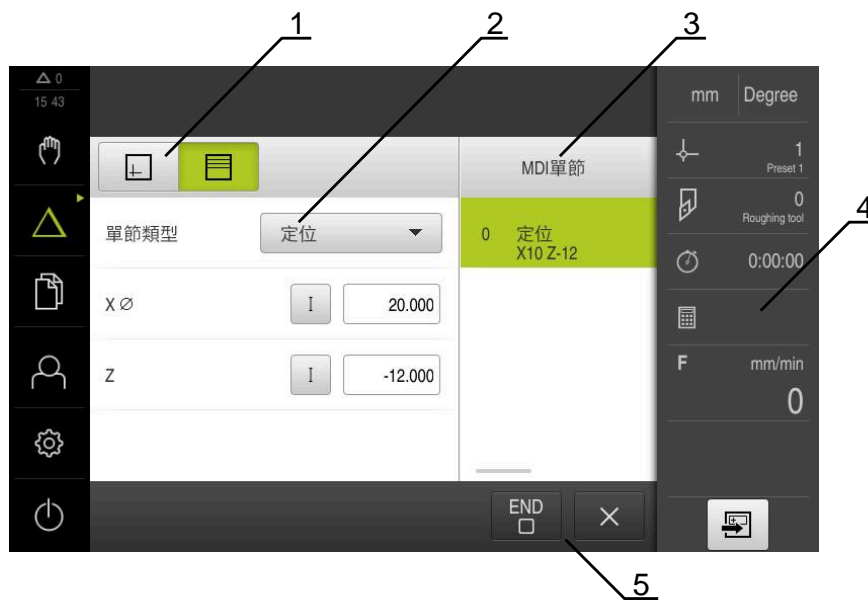 1
2
3
△ 0
15 43
mm
Degree
MDI單節
1
Preset 1
單節類型
定位
0
定位
X10 Z-12
0
Roughing tool
4
0:00:00
X Ø
I
20.000
Z
I
-12.000
F
mm/min
0
END
5